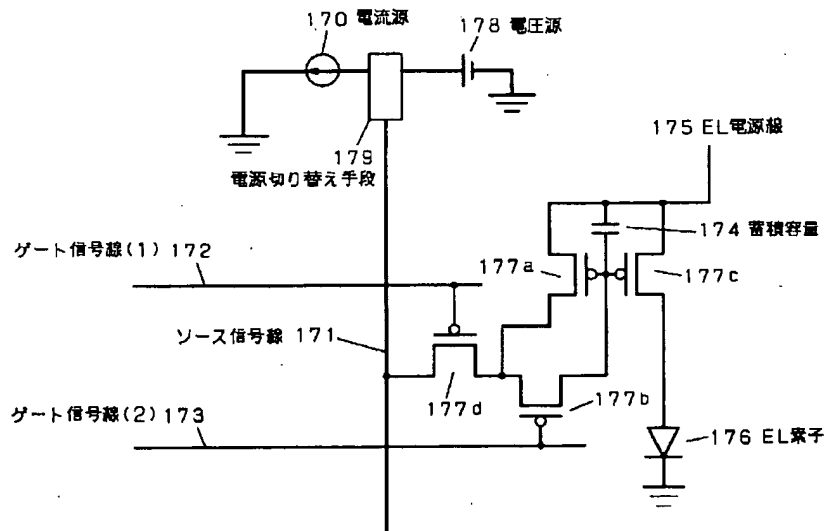 170 電流源
178 電圧源
179
電源切り替え手段
175 EL電源線
174 蓄積容量
ゲート信号線(1) 172
177a
177c
ソース信号線 171
177d
177b
ゲート信号線(2) 173
176 EL素子